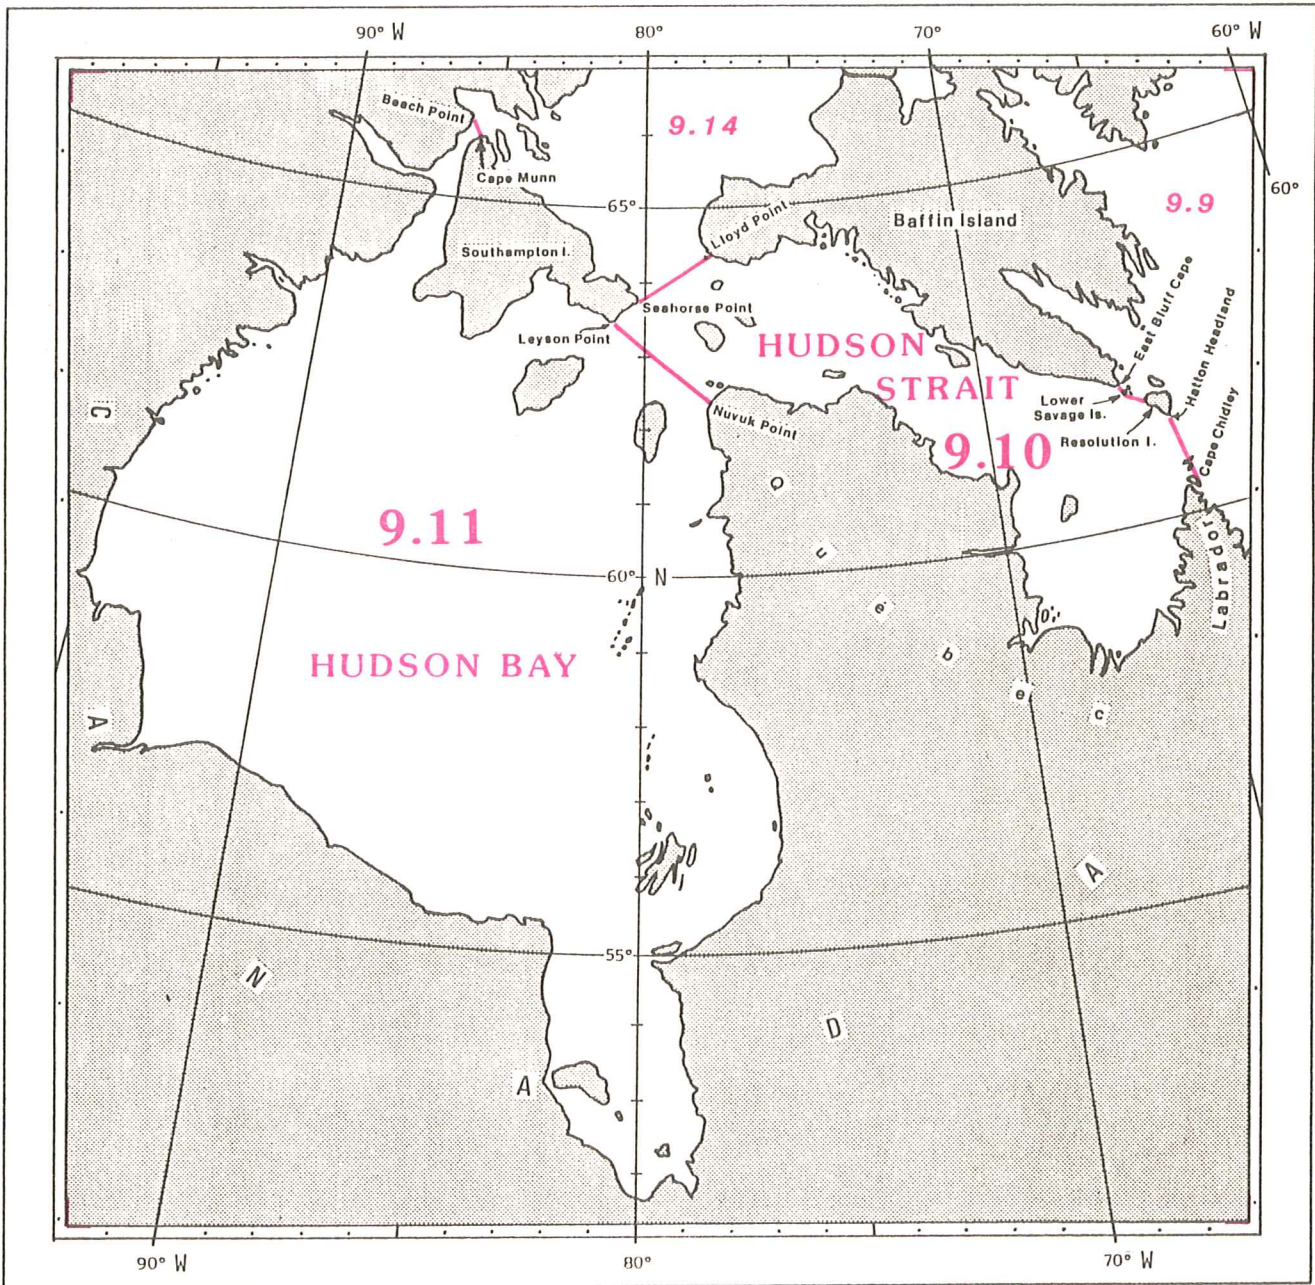 90° W
80°
70°
60° W
Beach Point
9.14
Cape Munn
60°
65°
Lloyd Point
Baffin Island
9.9
Southampton I.
East Bluff Cape
Hatton Headland
Seahorse Point
Leyson Point
HUDSON
STRAIT
Lower
Savage Is.
Resolution I.
Cape Chidley
Nuvuk Point
9.10
C
Q
u
e
b
e
c
9.11
60° N
Labrador
HUDSON BAY
A
A
N
55°
D
A
90° W
80°
70° W